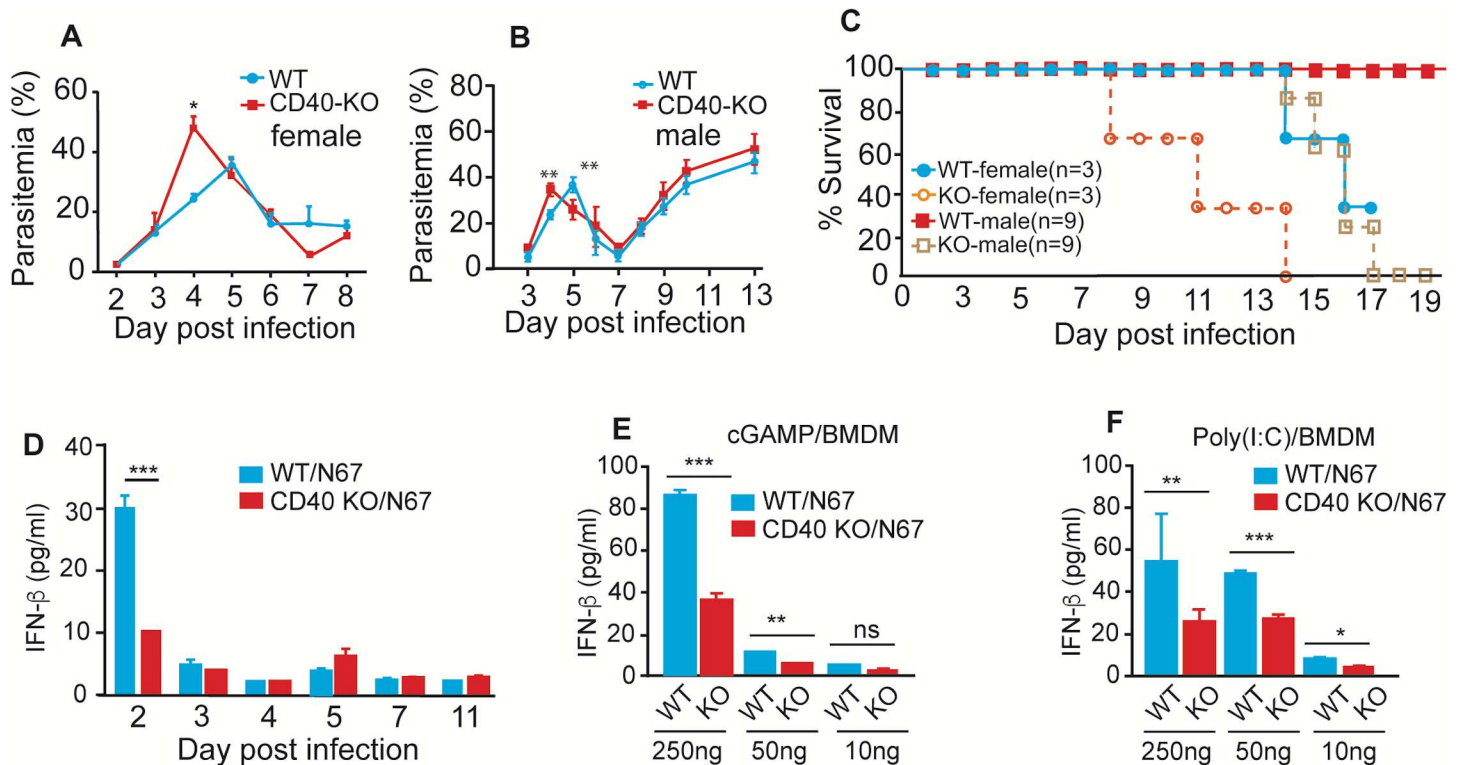 A
WT
CD40-KO
female
*
Parasitemia (%)
60
40
20
0
2 3 4 5 6 7 8
Day post infection
B
WT
CD40-KO
male
** **
Parasitemia (%)
80
60
40
20
0
3 5 7 9 11 13
Day post infection
C
% Survival
100
80
60
40
20
0
WT-female(n=3)
KO-female(n=3)
WT-male(n=9)
KO-male(n=9)
0 3 5 7 9 11 13 15 17 19
Day post infection
D
WT/N67
CD40 KO/N67
***
IFN-β (pg/ml)
40
30
20
10
0
2 3 4 5 7 11
Day post infection
E
cGAMP/BMDM
WT/N67
CD40 KO/N67
*** ** ns
IFN-β (pg/ml)
100
80
60
40
20
0
WT KO WT KO WT KO
250ng 50ng 10ng
F
Poly(I:C)/BMDM
WT/N67
CD40 KO/N67
** *** *
IFN-β (pg/ml)
100
80
60
40
20
0
WT KO WT KO WT KO
250ng 50ng 10ng